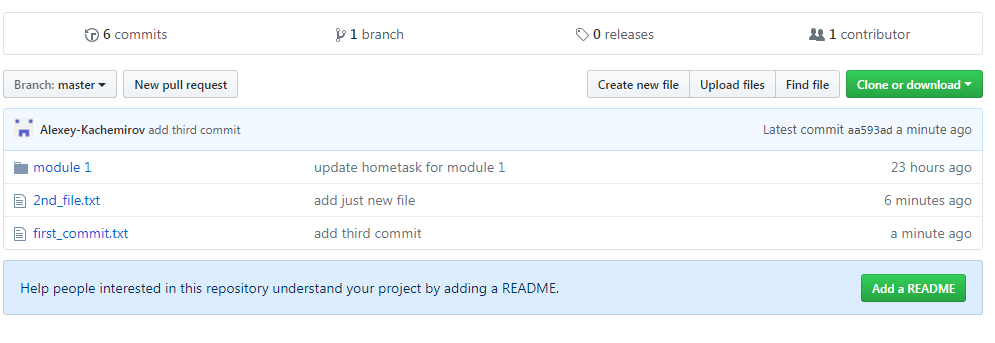 6 commits 1 branch 0 releases 1 contributor
Branch: master New pull request Create new file Upload files Find file Clone or download
Alexey-Kachemirov add third commit Latest commit aa593ad a minute ago
module 1 update hometask for module 1 23 hours ago
2nd_file.txt add just new file 6 minutes ago
first_commit.txt add third commit a minute ago
Help people interested in this repository understand your project by adding a README. Add a README